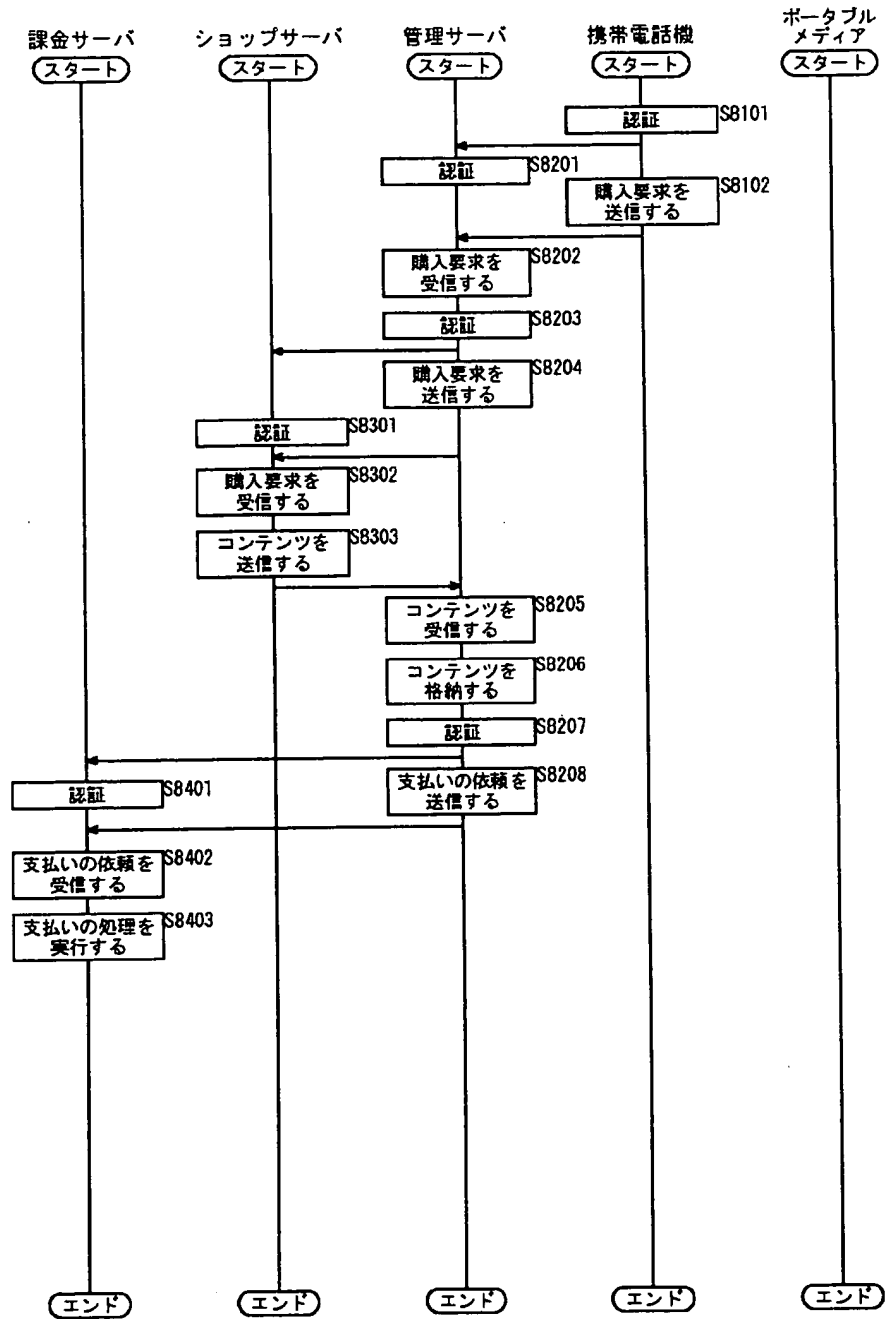 課金サーバ
ショップサーバ
管理サーバ
携帯電話機
ポータブル
メディア
スタート
スタート
スタート
スタート
スタート
認証
S8101
認証
S8201
購入要求を
送信する
S8102
購入要求を
受信する
S8202
認証
S8203
購入要求を
送信する
S8204
認証
S8301
購入要求を
受信する
S8302
コンテンツを
送信する
S8303
コンテンツを
受信する
S8205
コンテンツを
格納する
S8206
認証
S8207
支払いの依頼を
送信する
S8208
認証
S8401
支払いの依頼を
受信する
S8402
支払いの処理を
実行する
S8403
エンド
エンド
エンド
エンド
エンド